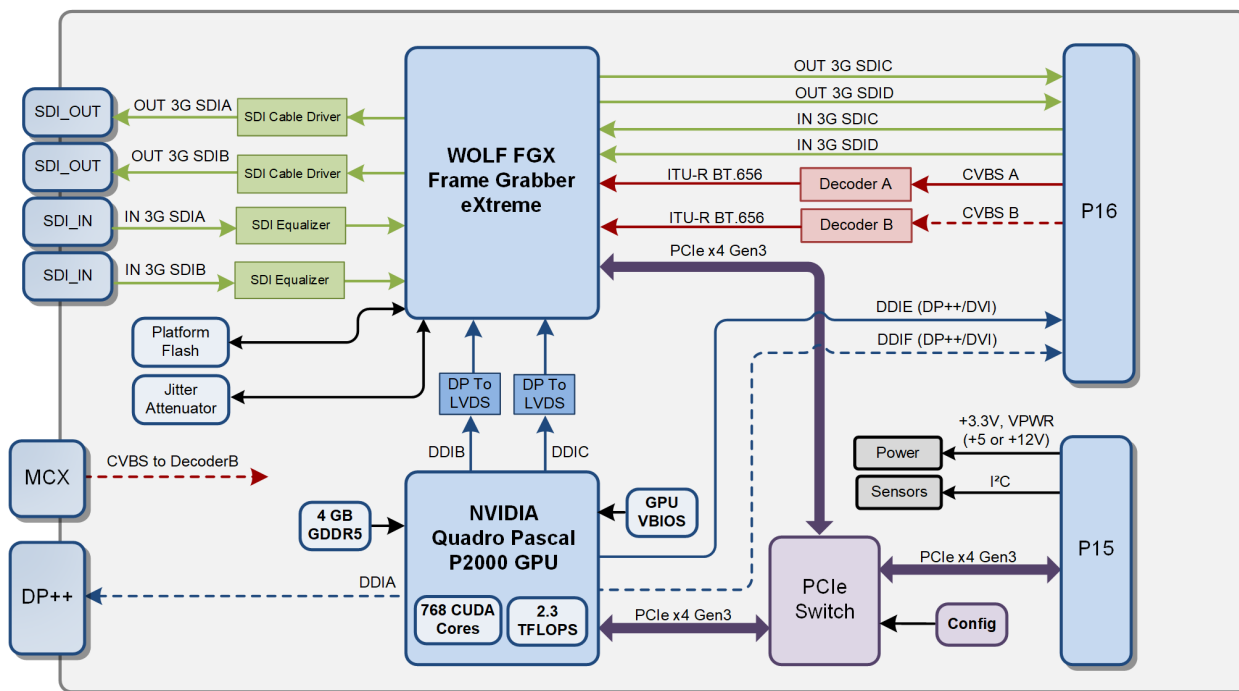 SDI_OUT
OUT 3G SDIA
SDI Cable Driver
SDI_OUT
OUT 3G SDIB
SDI Cable Driver
SDI_IN
IN 3G SDIA
SDI Equalizer
SDI_IN
IN 3G SDIB
SDI Equalizer
WOLF FGX
Frame Grabber
eXtreme
OUT 3G SDIC
OUT 3G SDID
IN 3G SDIC
IN 3G SDID
ITU-R BT.656
Decoder A
CVBS A
ITU-R BT.656
Decoder B
CVBS B
PCIe x4 Gen3
P16
DDIE (DP++/DVI)
DDIF (DP++/DVI)
Platform
Flash
Jitter
Attenuator
DP To
LVDS
DP To
LVDS
DDIB
DDIC
MCX
CVBS to DecoderB
+3.3V, VPWR
(+5 or +12V)
Power
I²C
Sensors
P15
4 GB
GDDR5
NVIDIA
Quadro Pascal
P2000 GPU
GPU
VBIOS
768 CUDA
Cores
2.3
TFLOPS
DP++
DDIA
PCIe x4 Gen3
PCIe
Switch
PCIe x4 Gen3
Config